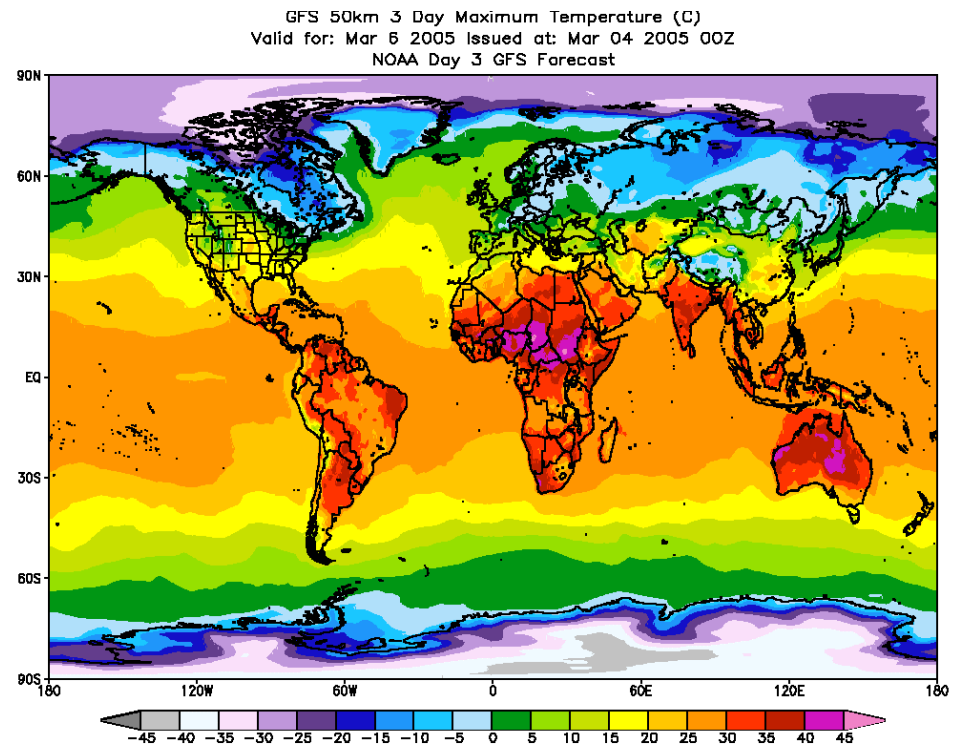 GFS 50km 3 Day Maximum Temperature (C)
Valid for: Mar 6 2005 Issued at: Mar 04 2005 00Z
NOAA Day 3 GFS Forecast
90N
60N
30N
EQ
30S
60S
90S
180 120W 60W 0 60E 120E 180
-45 -40 -35 -30 -25 -20 -15 -10 -5 0 5 10 15 20 25 30 35 40 45